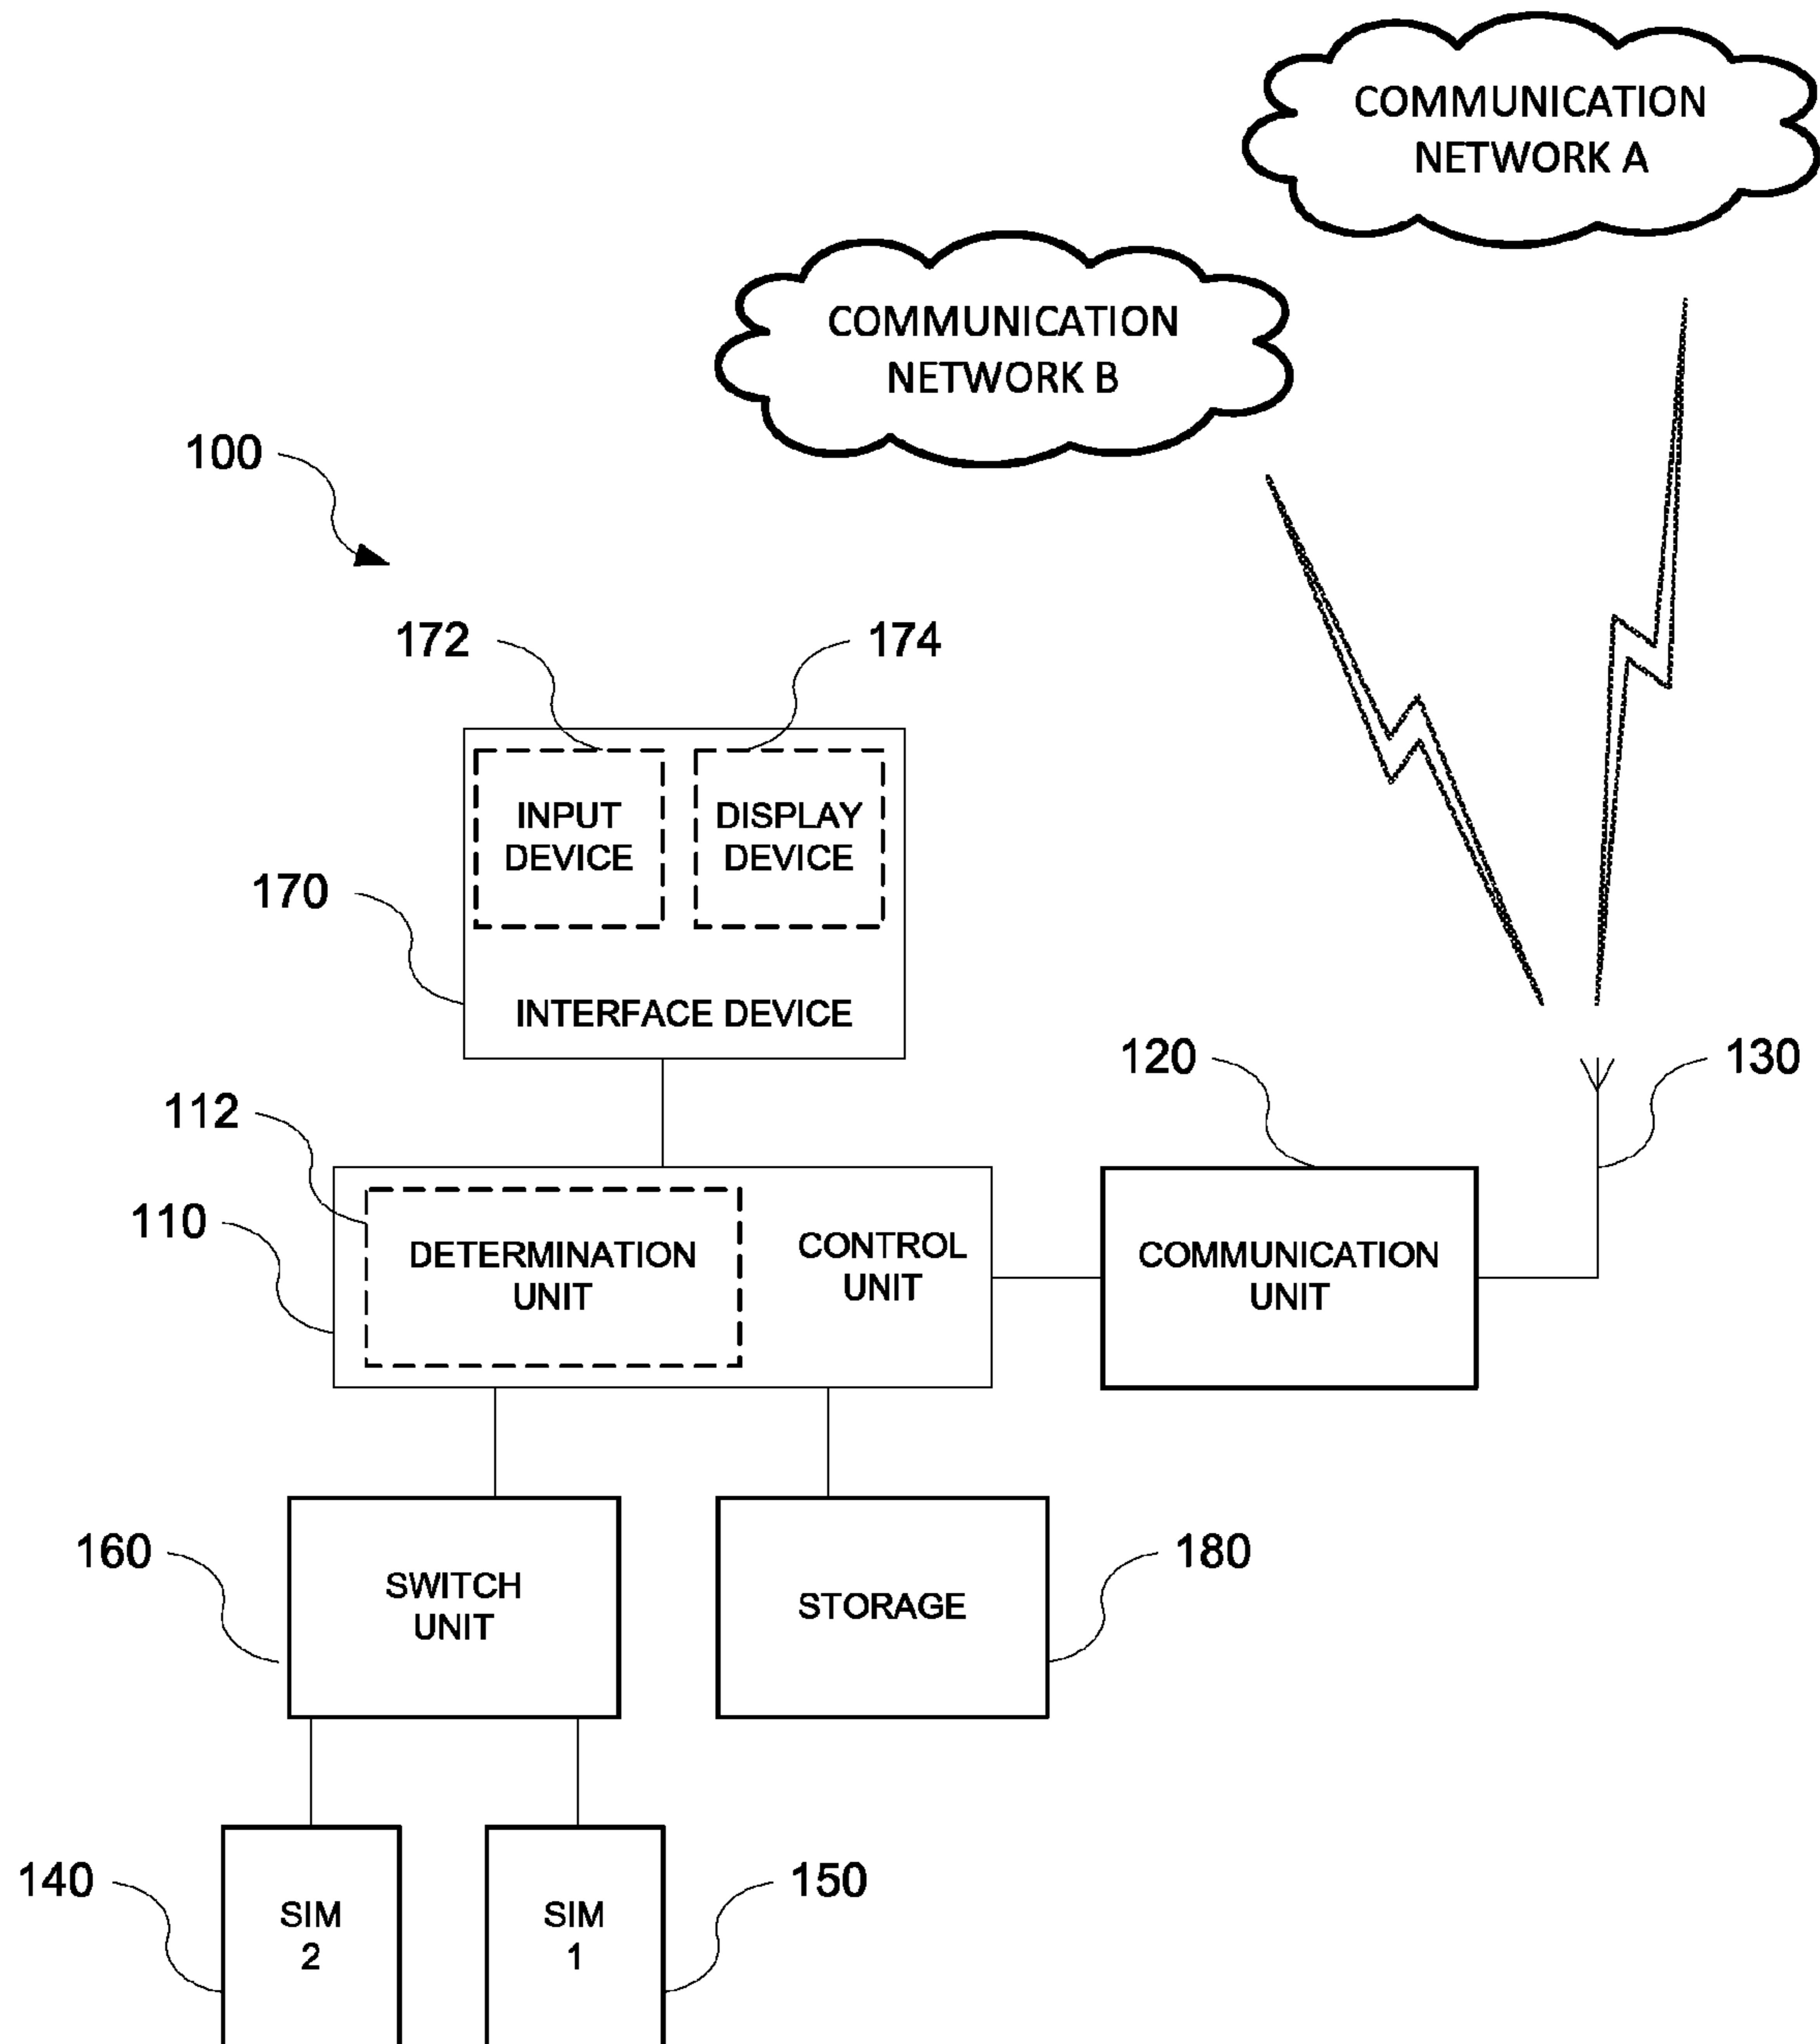 COMMUNICATION
NETWORK A
COMMUNICATION
NETWORK B
100
172
174
INPUT
DEVICE
DISPLAY
DEVICE
170
INTERFACE DEVICE
120
130
112
110
DETERMINATION
UNIT
CONTROL
UNIT
COMMUNICATION
UNIT
160
SWITCH
UNIT
STORAGE
180
140
SIM
2
SIM
1
150